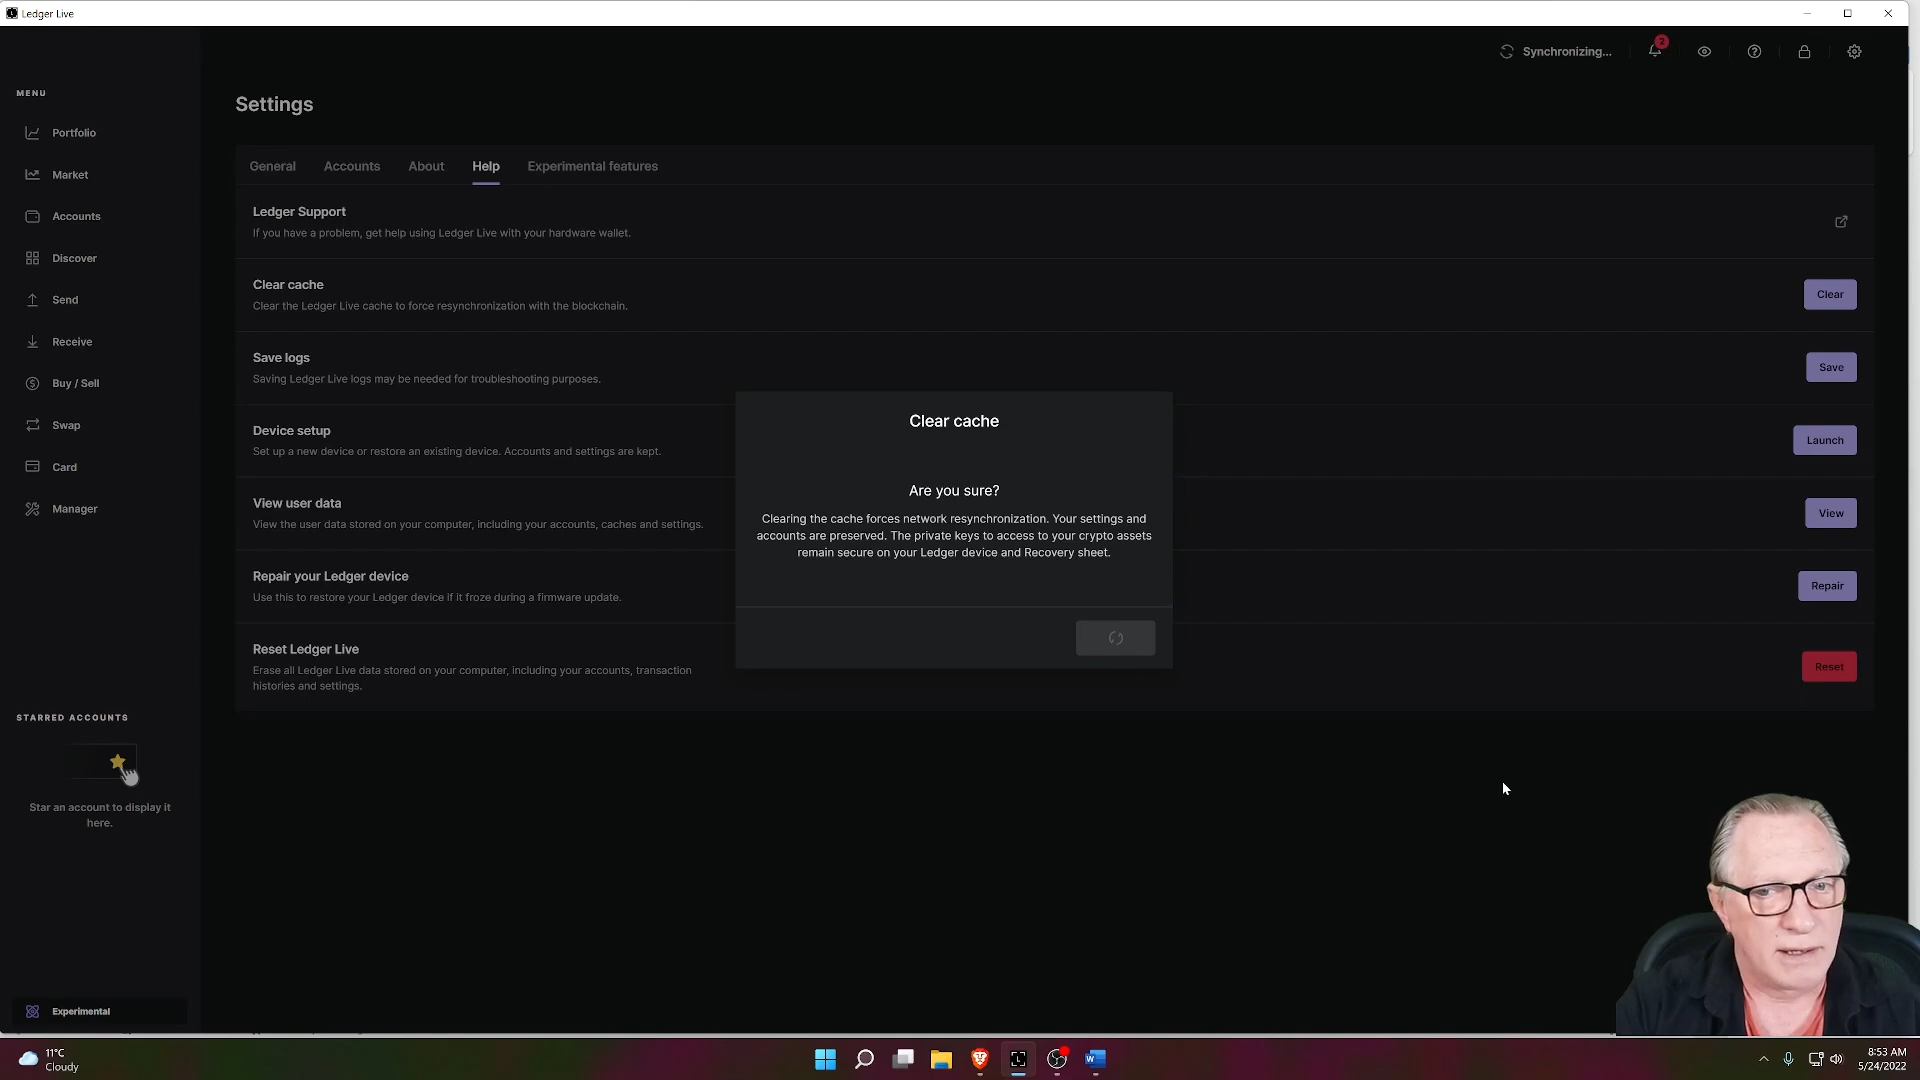 Ledger Live
Synchronizing...
2
MENU
Portfolio
Market
Accounts
Discover
Send
Receive
Buy / Sell
Swap
Card
Manager
STARRED ACCOUNTS
Star an account to display it
here.
Experimental
Settings
General Accounts About Help Experimental features
Ledger Support
If you have a problem, get help using Ledger Live with your hardware wallet.
Clear cache
Clear the Ledger Live cache to force resynchronization with the blockchain.
Clear
Save logs
Saving Ledger Live logs may be needed for troubleshooting purposes.
Save
Device setup
Set up a new device or restore an existing device. Accounts and settings are kept.
Launch
View user data
View the user data stored on your computer, including your accounts, caches and settings.
View
Repair your Ledger device
Use this to restore your Ledger device if it froze during a firmware update.
Repair
Reset Ledger Live
Erase all Ledger Live data stored on your computer, including your accounts, transaction
histories and settings.
Reset
Clear cache
Are you sure?
Clearing the cache forces network resynchronization. Your settings and
accounts are preserved. The private keys to access to your crypto assets
remain secure on your Ledger device and Recovery sheet.
11°C
Cloudy
8:53 AM
5/24/2022